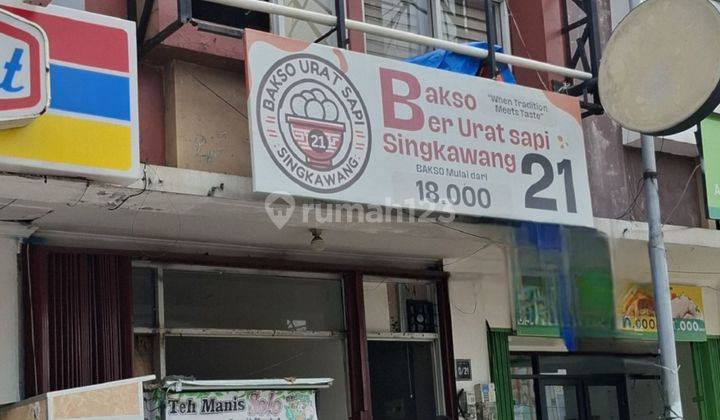 t
BAKSO URAT SAPI
21
SINGKAWANG
Bakso
"When Tradition
Meets Taste"
Ber Urat sapi
Singkawang
21
BAKSO Mulai dari
18.000
rumah123
Teh Manis Solo